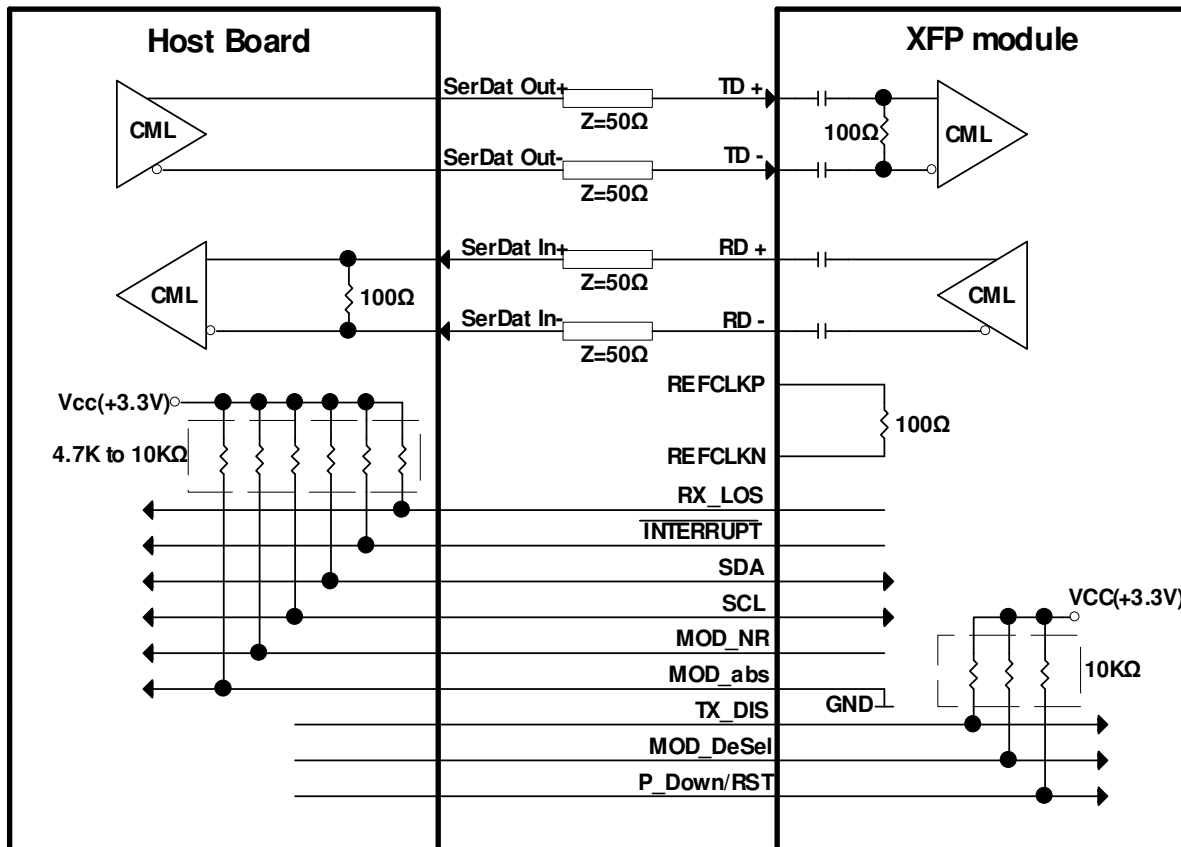 Host Board
XFP module
SerDat Out+
TD +
CML
Z=50Ω
100Ω
CML
SerDat Out-
TD -
Z=50Ω
SerDat In+
RD +
CML
100Ω
Z=50Ω
CML
SerDat In-
RD -
Z=50Ω
REFCLKP
Vcc(+3.3V)
100Ω
4.7K to 10KΩ
REFCLKN
RX_LOS
INTERRUPT
SDA
SCL
VCC(+3.3V)
MOD_NR
MOD_abs
10KΩ
GND
TX_DIS
MOD_DeSel
P_Down/RST